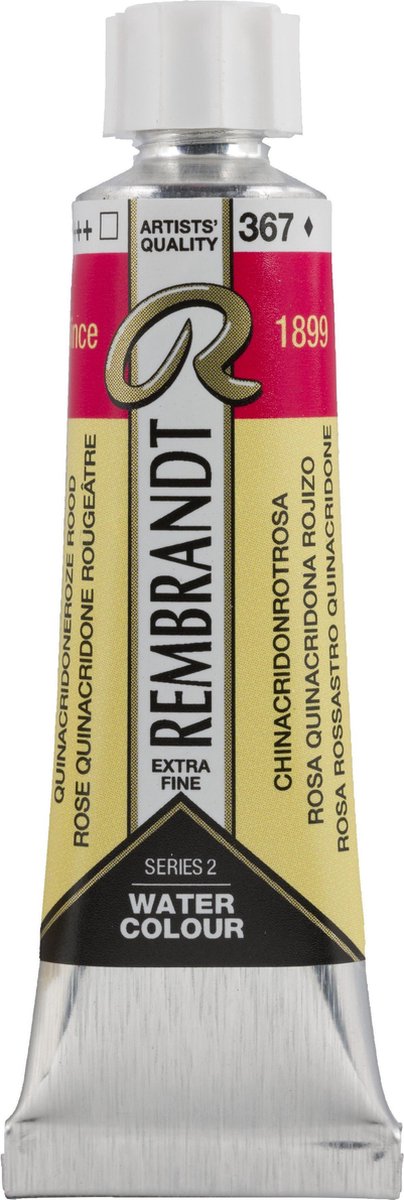 ++ □
ARTISTS'
QUALITY
367 ♦
ince
1899
R
REMBRANDT
EXTRA
FINE
QUINACRIDONEROZE ROOD
ROSE QUINACRIDONE ROUGEÂTRE
CHINACRIDONROTROSA
ROSA QUINACRIDONA ROJIZO
ROSA ROSSASTRO QUINACRIDONE
SERIES 2
WATER
COLOUR